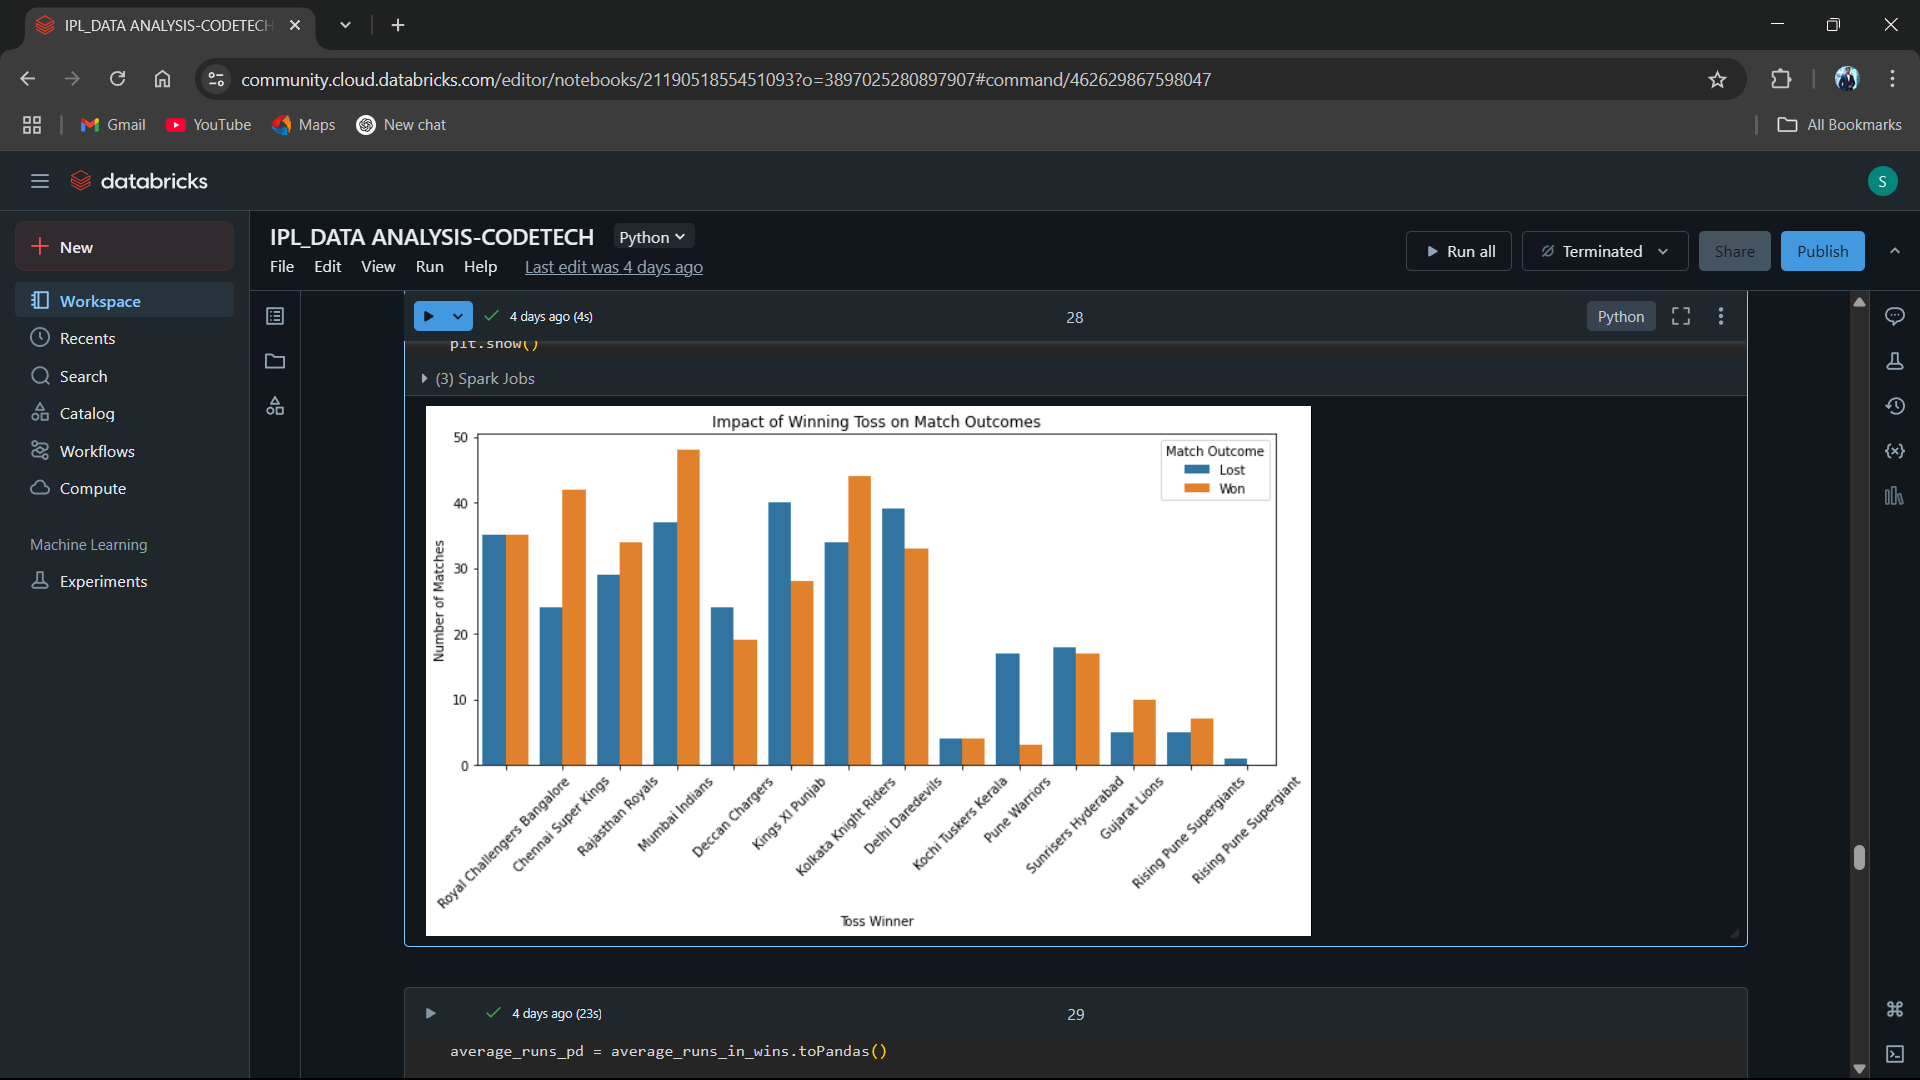 IPL_DATA ANALYSIS-CODETECH
community.cloud.databricks.com/editor/notebooks/2119051855451093?o=3897025280897907#command/462629867598047
Gmail
YouTube
Maps
New chat
All Bookmarks
databricks
S
New
Workspace
Recents
Search
Catalog
Workflows
Compute
Machine Learning
Experiments
IPL_DATA ANALYSIS-CODETECH
Python
File Edit View Run Help Last edit was 4 days ago
Run all
Terminated
Share
Publish
4 days ago (4s)
28
Python
plt.show()
(3) Spark Jobs
Impact of Winning Toss on Match Outcomes
Match Outcome
Lost
Won
Number of Matches
50
40
30
20
10
0
Royal Challengers Bangalore
Chennai Super Kings
Rajasthan Royals
Mumbai Indians
Deccan Chargers
Kings XI Punjab
Kolkata Knight Riders
Delhi Daredevils
Kochi Tuskers Kerala
Pune Warriors
Sunrisers Hyderabad
Gujarat Lions
Rising Pune Supergiants
Rising Pune Supergiant
Toss Winner
4 days ago (23s)
29
average_runs_pd = average_runs_in_wins.toPandas()